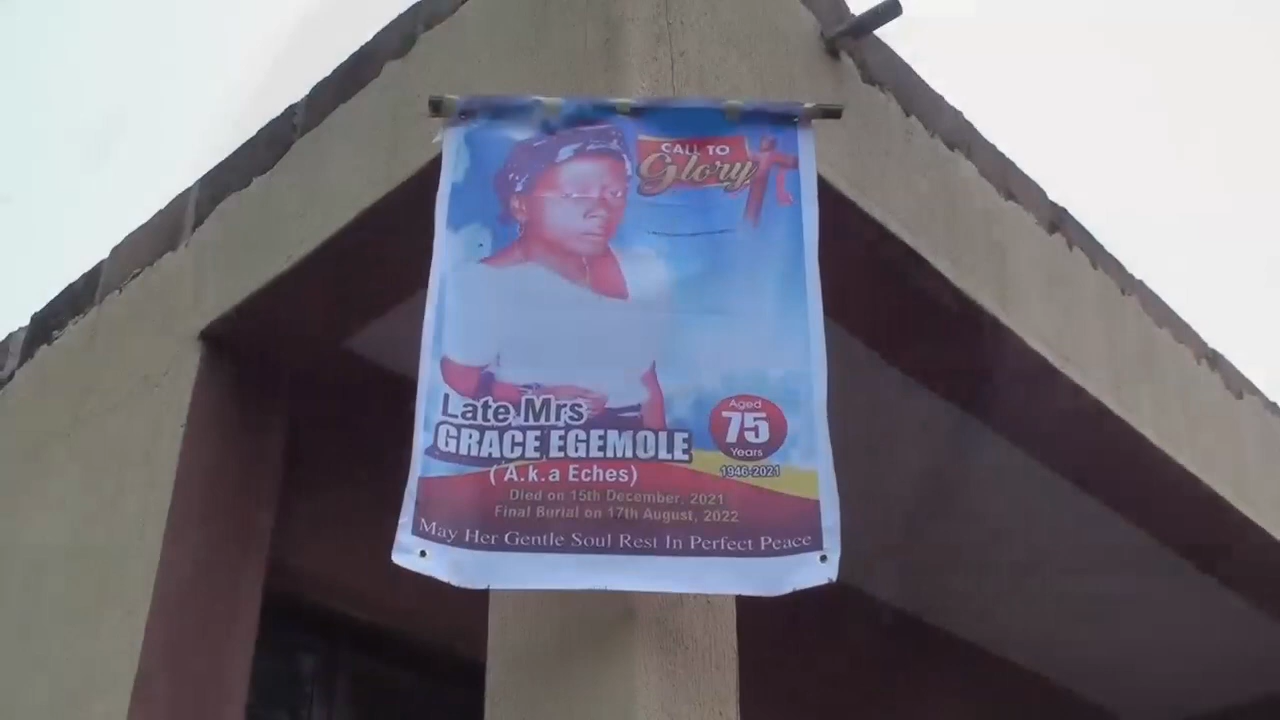 CALL TO
Glory
Late Mrs
GRACE EGEMOLE
(A.k.a Eches)
Aged
75
Years
1946-2021
Died on 15th December, 2021
Final Burial on 17th August, 2022
May Her Gentle Soul Rest In Perfect Peace